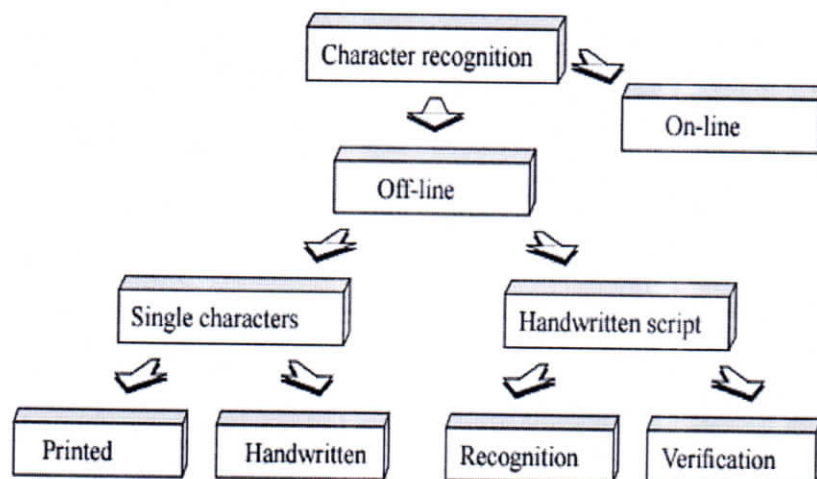 Character recognition
On-line
Off-line
Single characters
Handwritten script
Printed
Handwritten
Recognition
Verification